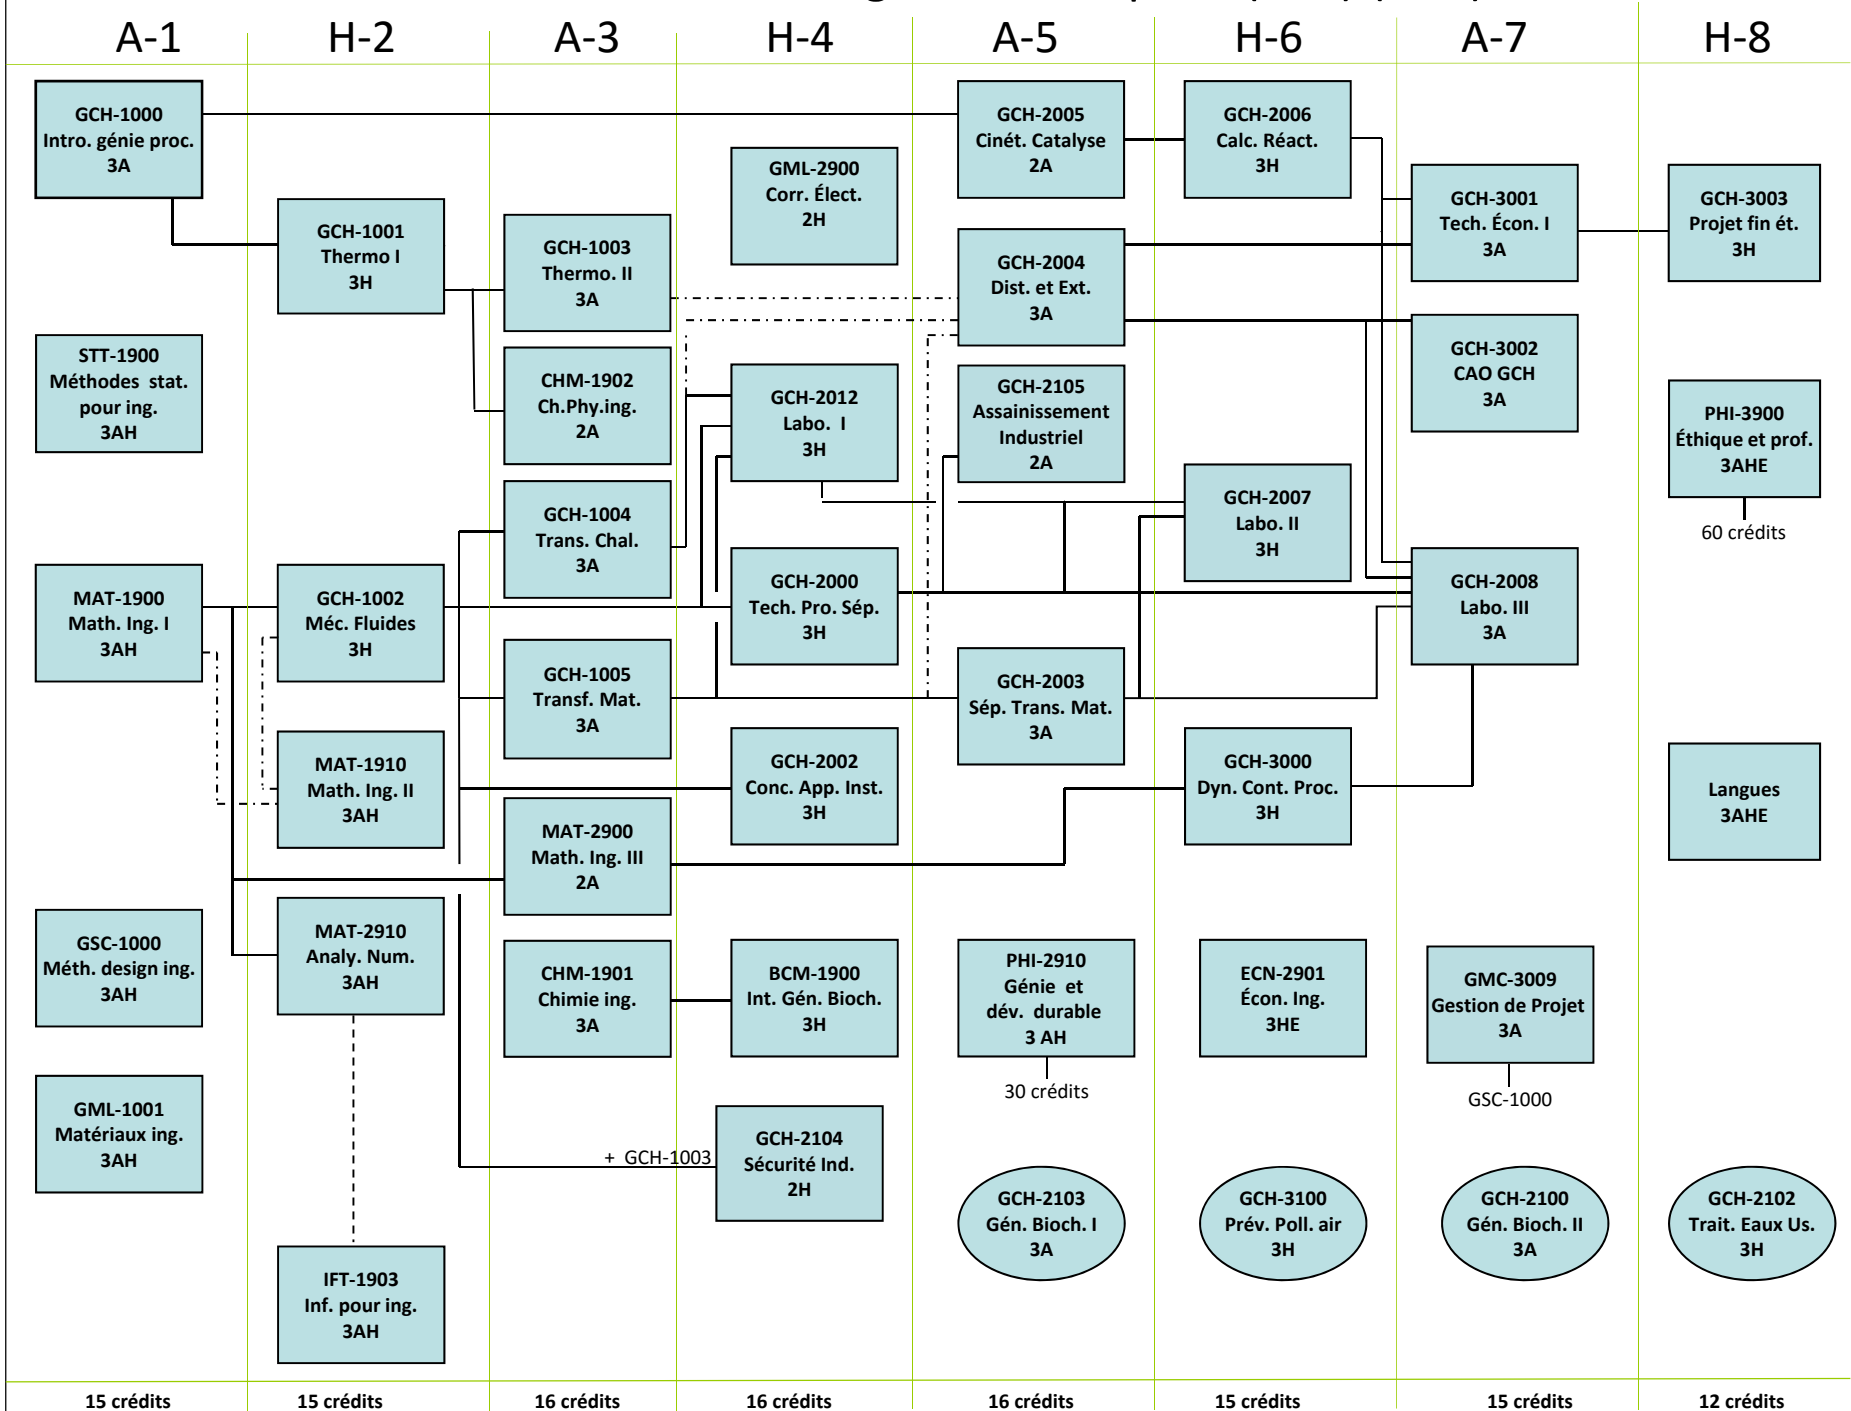 A-1
H-2
A-3
H-4
A-5
H-6
A-7
H-8
GCH-1000
Intro. génie proc.
3A
STT-1900
Méthodes stat.
pour ing.
3AH
MAT-1900
Math. Ing. I
3AH
GSC-1000
Méth. design ing.
3AH
GML-1001
Matériaux ing.
3AH
GCH-1001
Thermo I
3H
GCH-1002
Méc. Fluides
3H
MAT-1910
Math. Ing. II
3AH
MAT-2910
Analy. Num.
3AH
IFT-1903
Inf. pour ing.
3AH
GCH-1003
Thermo. II
3A
CHM-1902
Ch.Phy.ing.
2A
GCH-1004
Trans. Chal.
3A
GCH-1005
Transf. Mat.
3A
MAT-2900
Math. Ing. III
2A
CHM-1901
Chimie ing.
3A
GML-2900
Corr. Élect.
2H
GCH-2012
Labo. I
3H
GCH-2000
Tech. Pro. Sép.
3H
GCH-2002
Conc. App. Inst.
3H
BCM-1900
Int. Gén. Bioch.
3H
+ GCH-1003
GCH-2104
Sécurité Ind.
2H
GCH-2005
Cinét. Catalyse
2A
GCH-2004
Dist. et Ext.
3A
GCH-2105
Assainissement
Industriel
2A
GCH-2003
Sép. Trans. Mat.
3A
PHI-2910
Génie et
dév. durable
3 AH
30 crédits
GCH-2103
Gén. Bioch. I
3A
GCH-2006
Calc. Réact.
3H
GCH-2007
Labo. II
3H
GCH-3000
Dyn. Cont. Proc.
3H
ECN-2901
Écon. Ing.
3HE
GCH-3100
Prév. Poll. air
3H
GCH-3001
Tech. Écon. I
3A
GCH-3002
CAO GCH
3A
GCH-2008
Labo. III
3A
GMC-3009
Gestion de Projet
3A
GSC-1000
GCH-2100
Gén. Bioch. II
3A
GCH-3003
Projet fin ét.
3H
PHI-3900
Éthique et prof.
3AHE
60 crédits
Langues
3AHE
GCH-2102
Trait. Eaux Us.
3H
15 crédits
15 crédits
16 crédits
16 crédits
16 crédits
15 crédits
15 crédits
12 crédits